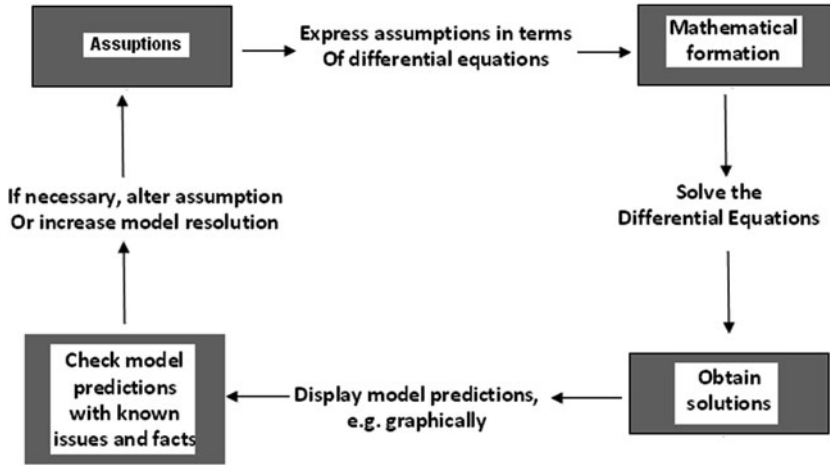 Assuptions
Express assumptions in terms
Of differential equations
Mathematical
formation
Solve the
Differential Equations
Obtain
solutions
Display model predictions,
e.g. graphically
Check model
predictions
with known
issues and facts
If necessary, alter assumption
Or increase model resolution